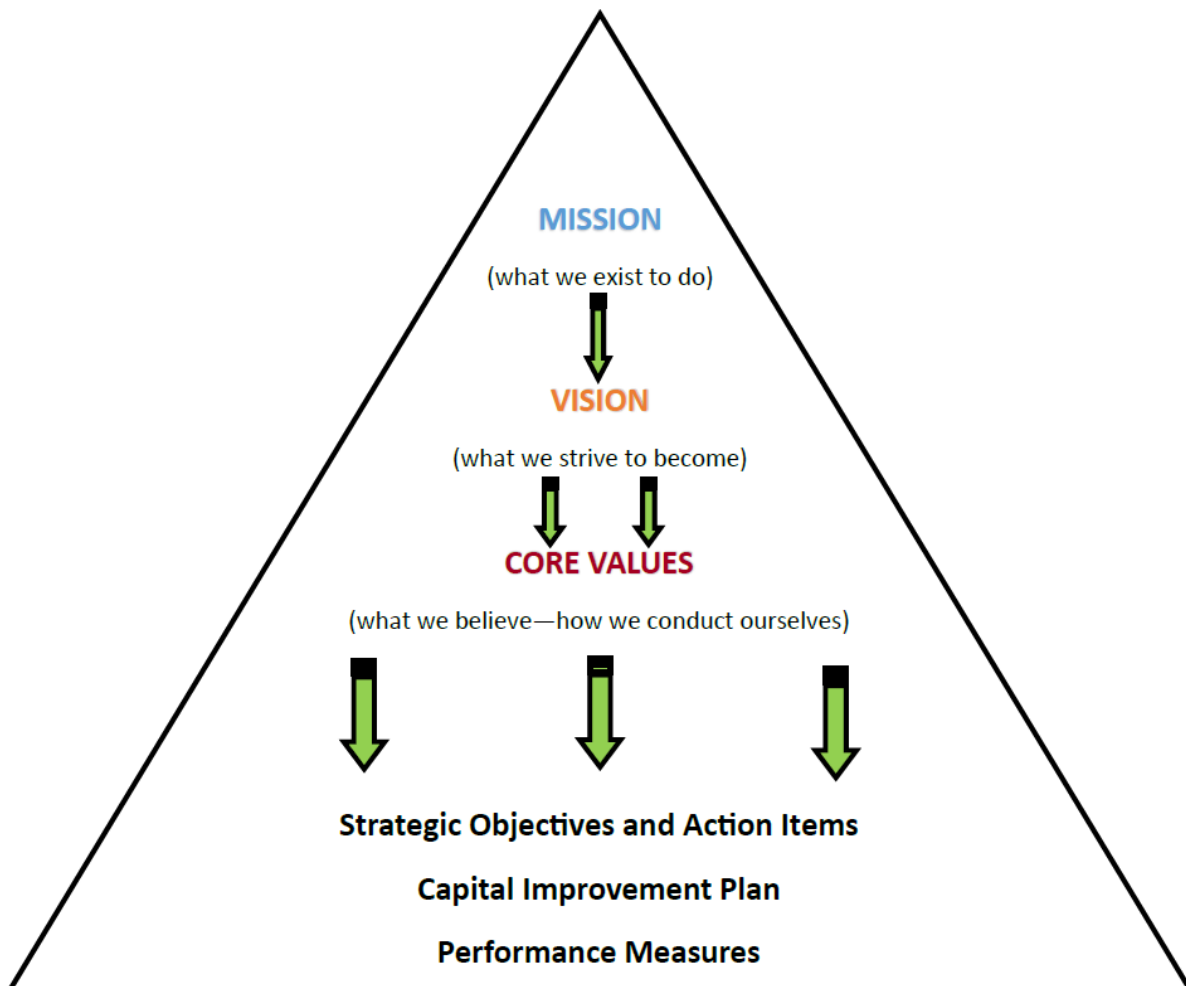 MISSION
(what we exist to do)
VISION
(what we strive to become)
CORE VALUES
(what we believe—how we conduct ourselves)
Strategic Objectives and Action Items
Capital Improvement Plan
Performance Measures